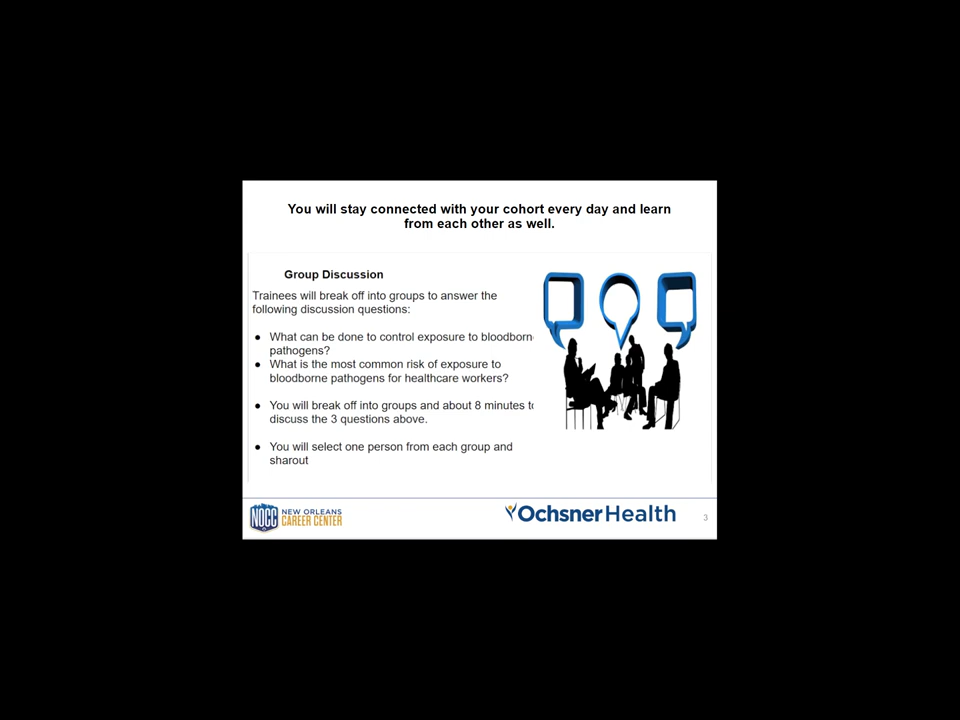 You will stay connected with your cohort every day and learn
from each other as well.
Group Discussion
Trainees will break off into groups to answer the
following discussion questions:
● What can be done to control exposure to bloodborn
pathogens?
● What is the most common risk of exposure to
bloodborne pathogens for healthcare workers?
● You will break off into groups and about 8 minutes to
discuss the 3 questions above.
● You will select one person from each group and
sharout
NOCC NEW ORLEANS
CAREER CENTER
Ochsner Health
3